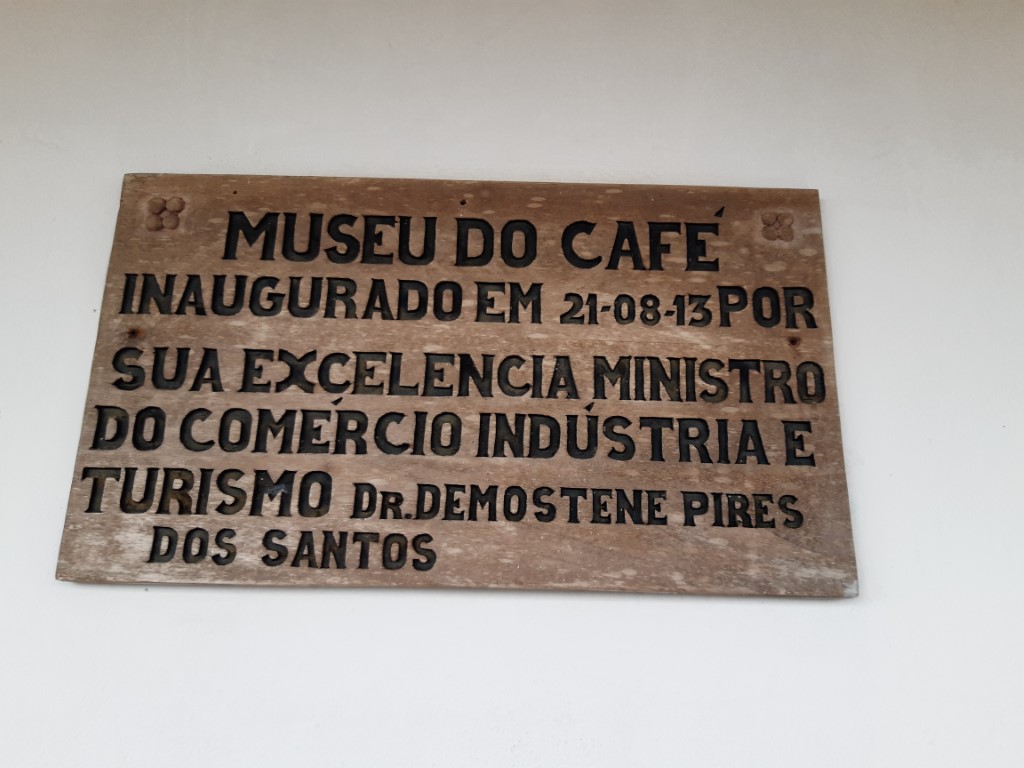 MUSEU DO CAFÉ
INAUGURADO EM 21-08-13 POR
SUA EXCELENCIA MINISTRO
DO COMÉRCIO INDÚSTRIA E
TURISMO DR. DEMOSTENE PIRES
DOS SANTOS